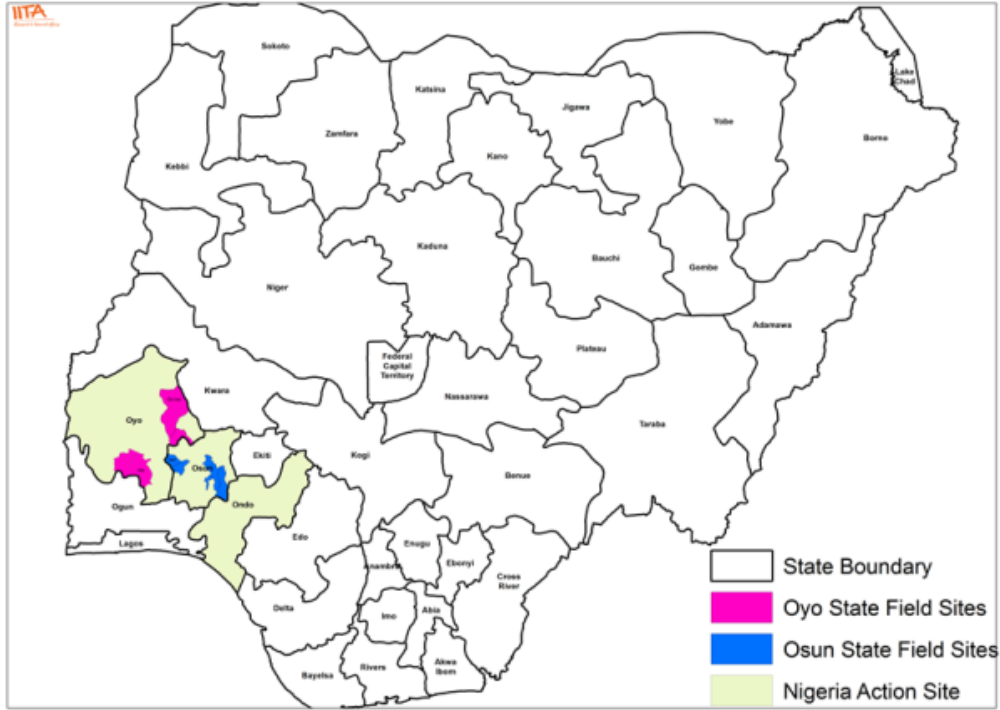 IITA
Sokoto
Lake
Chad
Katsina
Jigawa
Yobe
Zamfara
Borno
Kano
Kebbi
Kaduna
Bauchi
Gombe
Niger
Adamawa
Plateau
Federal
Capital
Territory
Kwara
Nassarawa
Oyo
Taraba
Kogi
Ekiti
Osun
Benue
Ogun
Ondo
Edo
Lagos
Enugu
Anambra
Ebonyi
Cross
River
Delta
Abia
Imo
Rivers
Akwa
Ibom
Bayelsa
State Boundary
Oyo State Field Sites
Osun State Field Sites
Nigeria Action Site